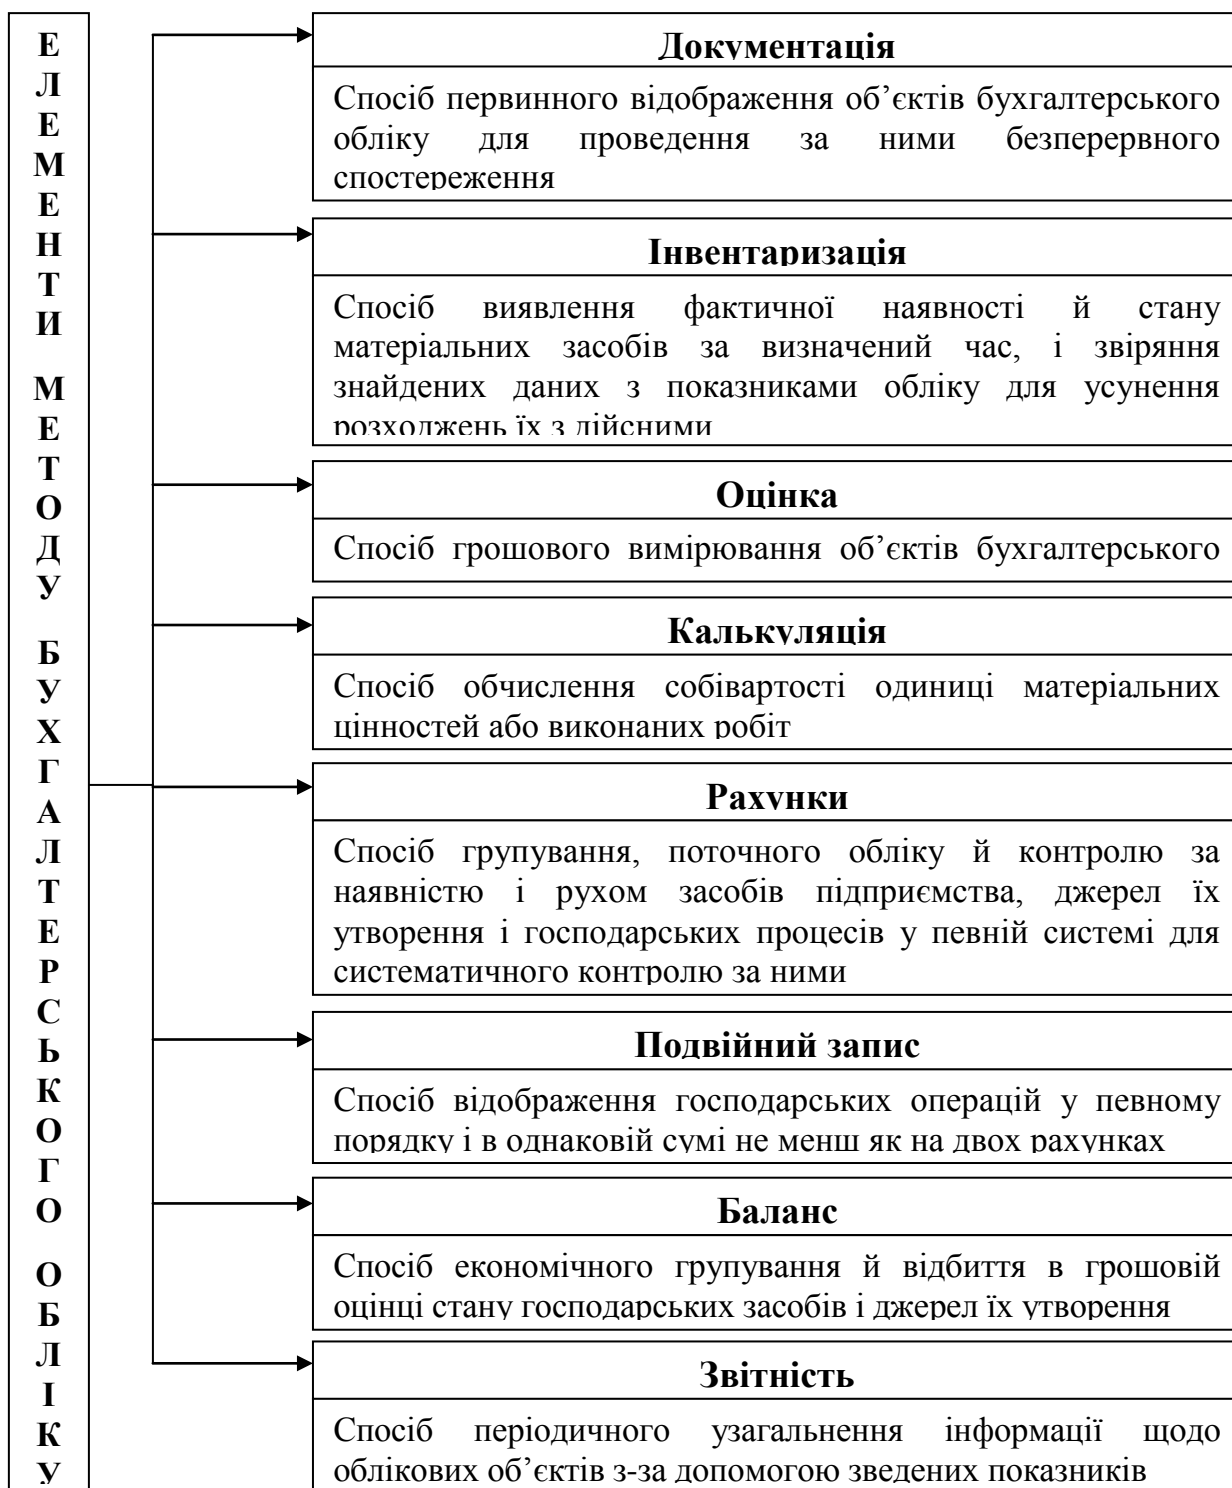 ЕЛЕМЕНТИ МЕТОДУ БУХГАЛТЕРСЬКОГО ОБЛІКУ
Документація
Спосіб первинного відображення об’єктів бухгалтерського
обліку для проведення за ними безперервного
спостереження
Інвентаризація
Спосіб виявлення фактичної наявності й стану
матеріальних засобів за визначений час, і звіряння
знайдених даних з показниками обліку для усунення
розходжень їх з дійсними
Оцінка
Спосіб грошового вимірювання об’єктів бухгалтерського
Калькуляція
Спосіб обчислення собівартості одиниці матеріальних
цінностей або виконаних робіт
Рахунки
Спосіб групування, поточного обліку й контролю за
наявністю і рухом засобів підприємства, джерел їх
утворення і господарських процесів у певній системі для
систематичного контролю за ними
Подвійний запис
Спосіб відображення господарських операцій у певному
порядку і в однаковій сумі не менш як на двох рахунках
Баланс
Спосіб економічного групування й відбиття в грошовій
оцінці стану господарських засобів і джерел їх утворення
Звітність
Спосіб періодичного узагальнення інформації щодо
облікових об’єктів з-за допомогою зведених показників